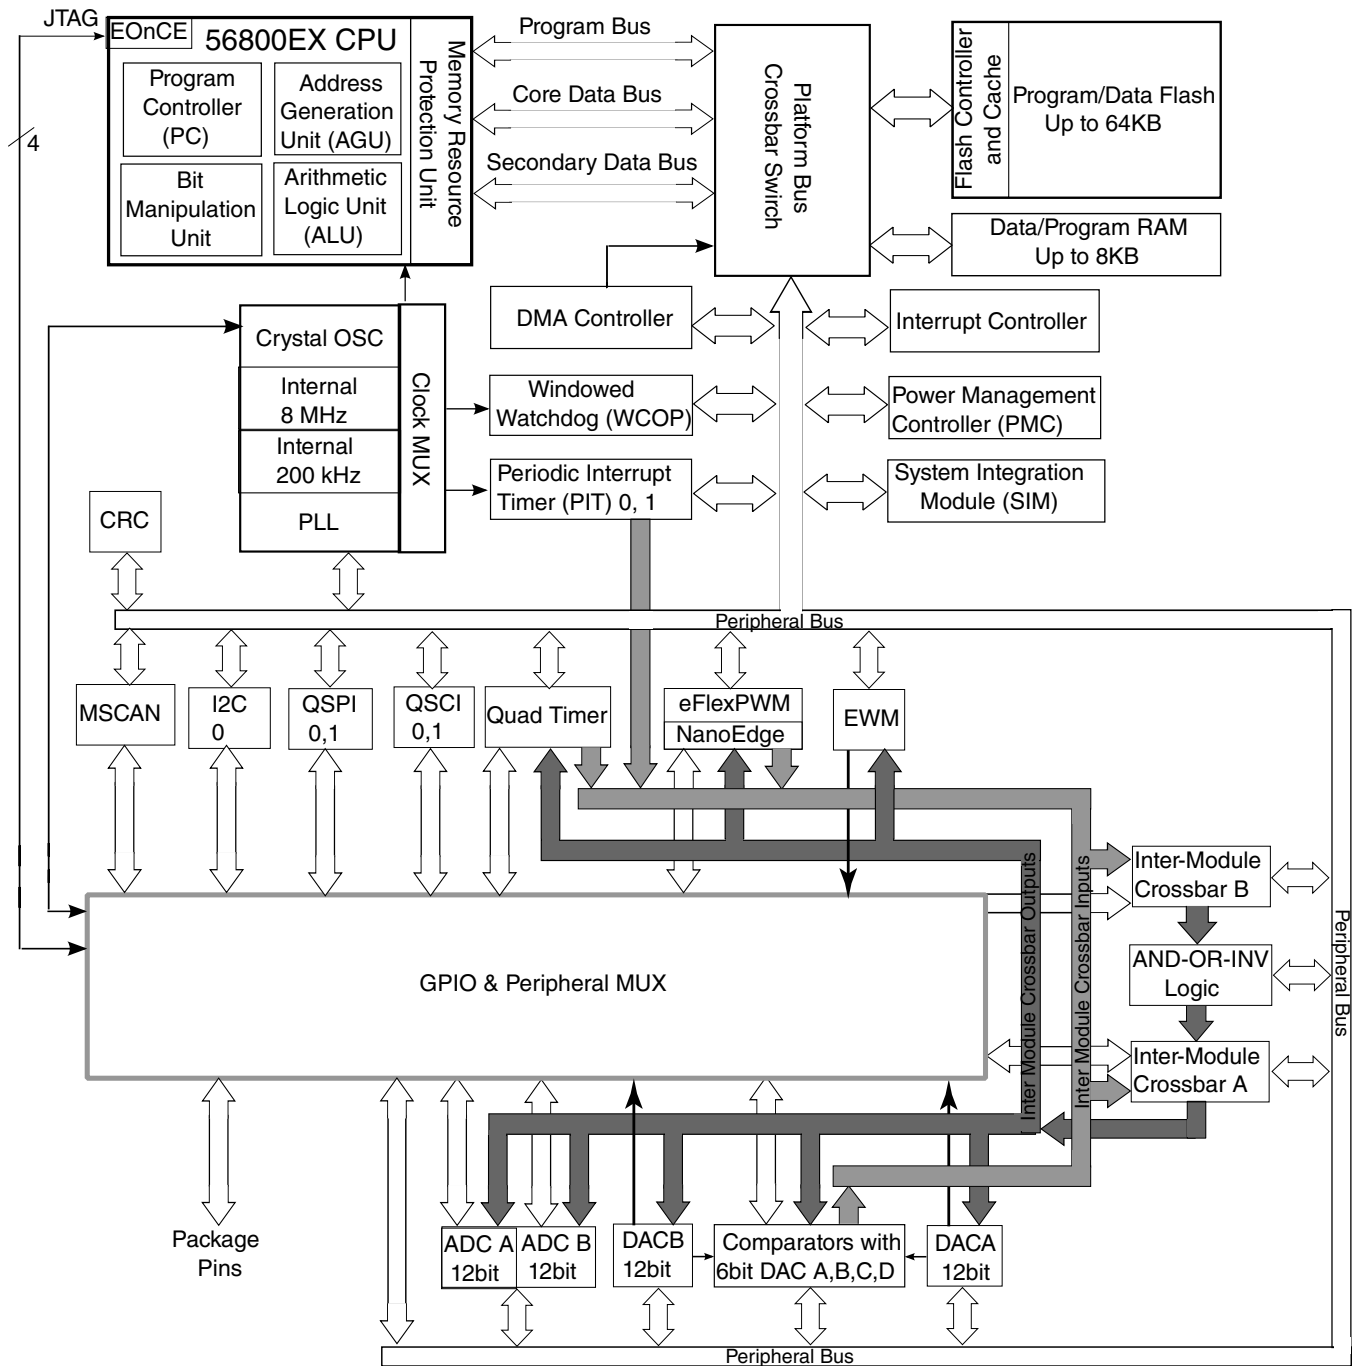 JTAG
EOnCE
56800EX CPU
Program
Controller
(PC)
Address
Generation
Unit (AGU)
Bit
Manipulation
Unit
Arithmetic
Logic Unit
(ALU)
Memory Resource
Protection Unit
4
Program Bus
Core Data Bus
Secondary Data Bus
Platform Bus
Crossbar Swirch
Flash Controller
and Cache
Program/Data Flash
Up to 64KB
Data/Program RAM
Up to 8KB
DMA Controller
Interrupt Controller
Crystal OSC
Internal
8 MHz
Internal
200 kHz
PLL
Clock MUX
Windowed
Watchdog (WCOP)
Power Management
Controller (PMC)
Periodic Interrupt
Timer (PIT) 0, 1
System Integration
Module (SIM)
CRC
Peripheral Bus
MSCAN
I2C
0
QSPI
0,1
QSCI
0,1
Quad Timer
eFlexPWM
NanoEdge
EWM
Inter Module Crossbar Outputs
Inter Module Crossbar Inputs
Inter-Module
Crossbar B
AND-OR-INV
Logic
Inter-Module
Crossbar A
Peripheral Bus
GPIO & Peripheral MUX
Package
Pins
ADC A
12bit
ADC B
12bit
DACB
12bit
Comparators with
6bit DAC A,B,C,D
DACA
12bit
Peripheral Bus